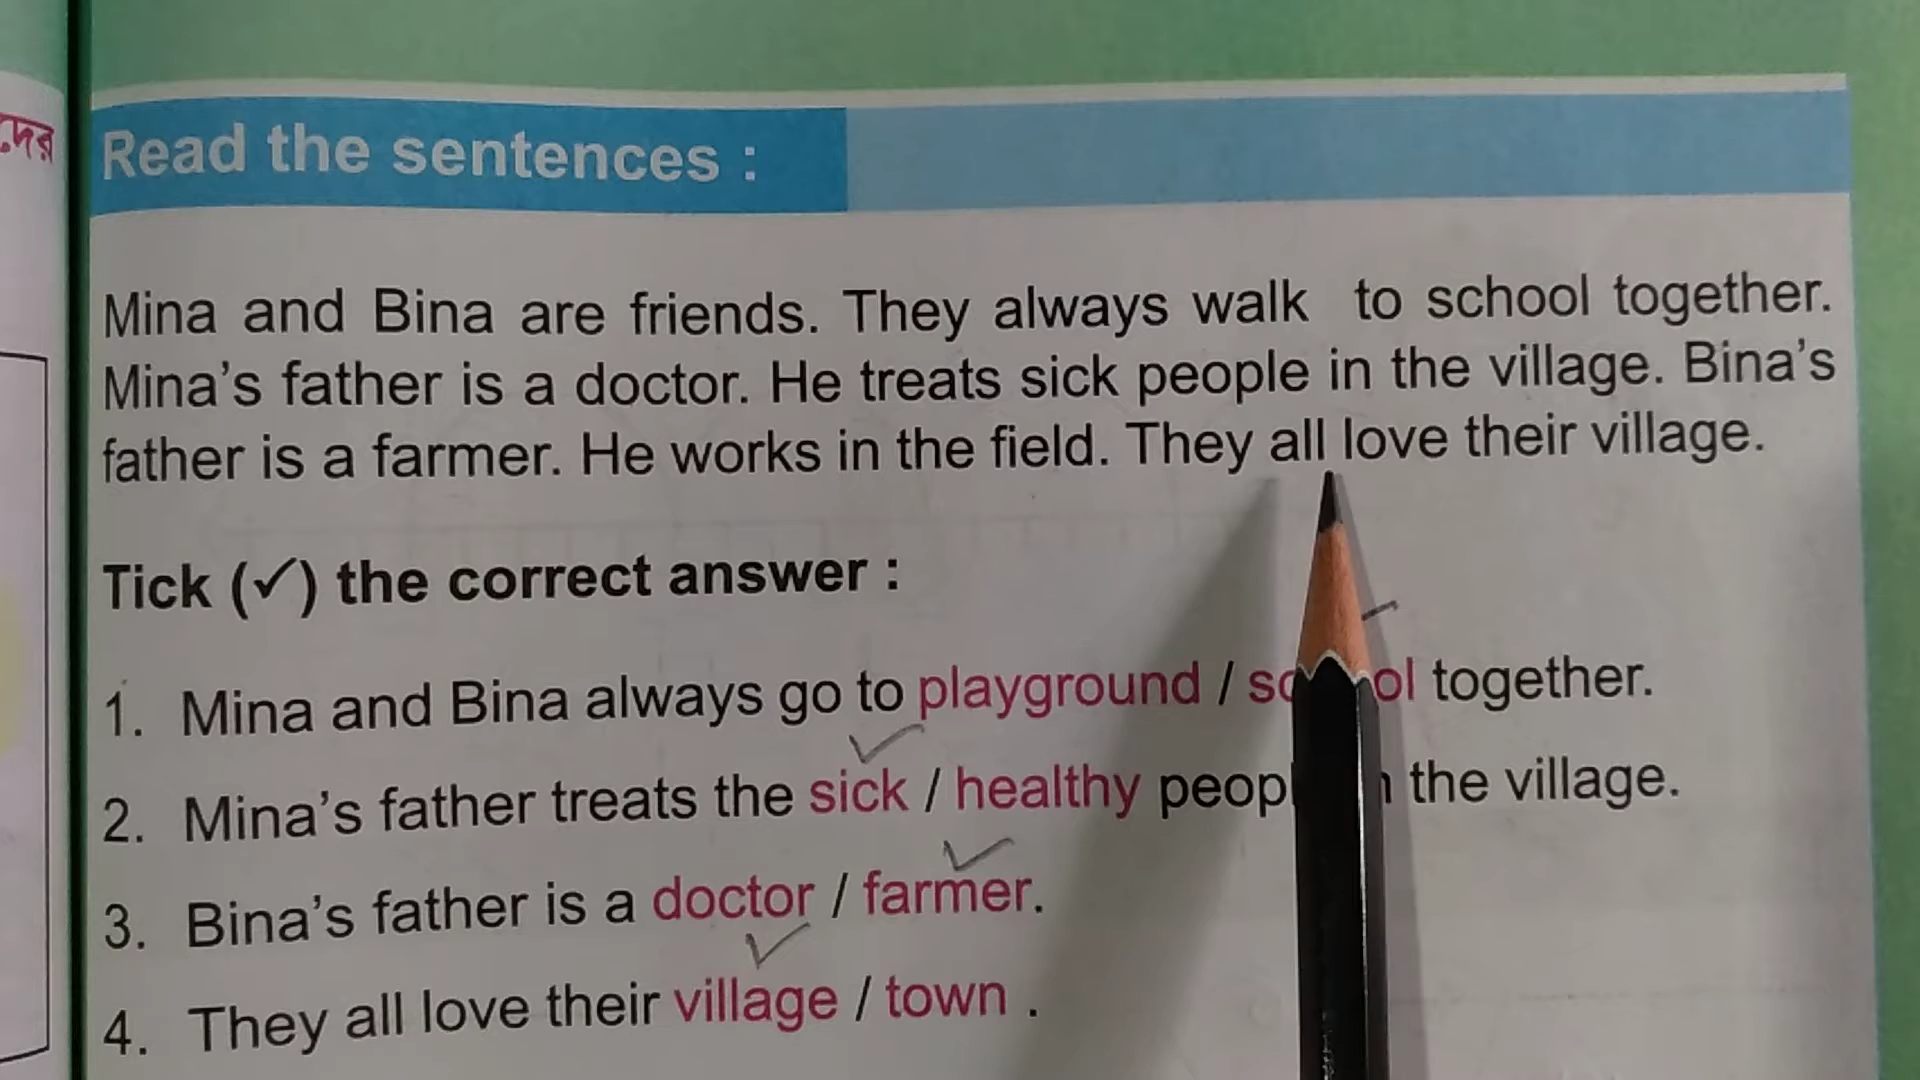 দের
Read the sentences :
Mina and Bina are friends. They always walk to school together.
Mina's father is a doctor. He treats sick people in the village. Bina's
father is a farmer. He works in the field. They all love their village.
Tick (✓) the correct answer :
1. Mina and Bina always go to playground / together.
2. Mina's father treats the sick / healthy the village.
3. Bina's father is a doctor / farmer.
4. They all love their village / town .